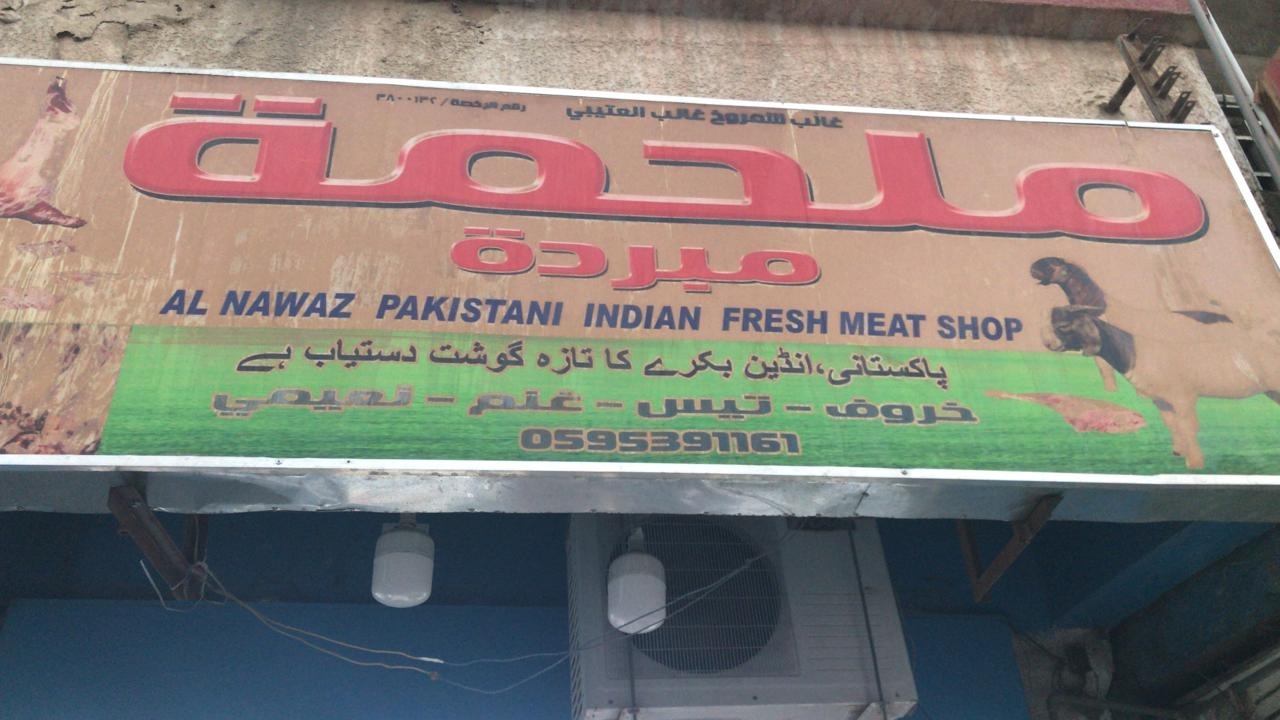 غالب شمروخ غالب العتيبي رقم الرخصة / ٣٨٠٠١٣٢
ملحمة
مبردة
AL NAWAZ PAKISTANI INDIAN FRESH MEAT SHOP
پاکستانی،انڈین بکرے کا تازہ گوشت دستیاب ہے
خروف - تيس - غنم - نعيمي
0595391161